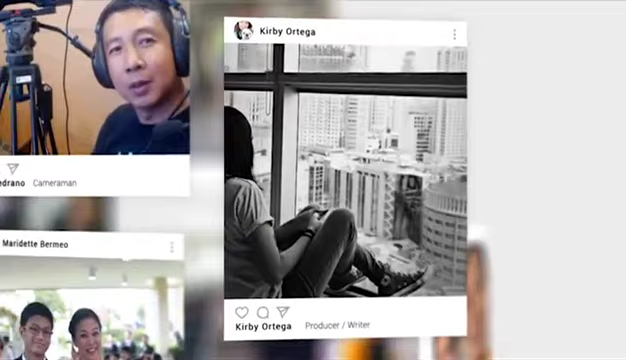 Kirby Ortega
edrano Cameraman
Maridette Bermeo
Kirby Ortega Producer / Writer